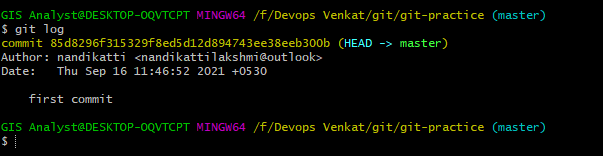 GIS Analyst@DESKTOP-OQVTCPT MINGW64 /f/Devops Venkat/git/git-practice (master)
$ git log
commit 85d8296f315329f8ed5d12d894743ee38eeb300b (HEAD -> master)
Author: nandikatti <nandikattilakshmi@outlook>
Date:   Thu Sep 16 11:46:52 2021 +0530

    first commit

GIS Analyst@DESKTOP-OQVTCPT MINGW64 /f/Devops Venkat/git/git-practice (master)
$